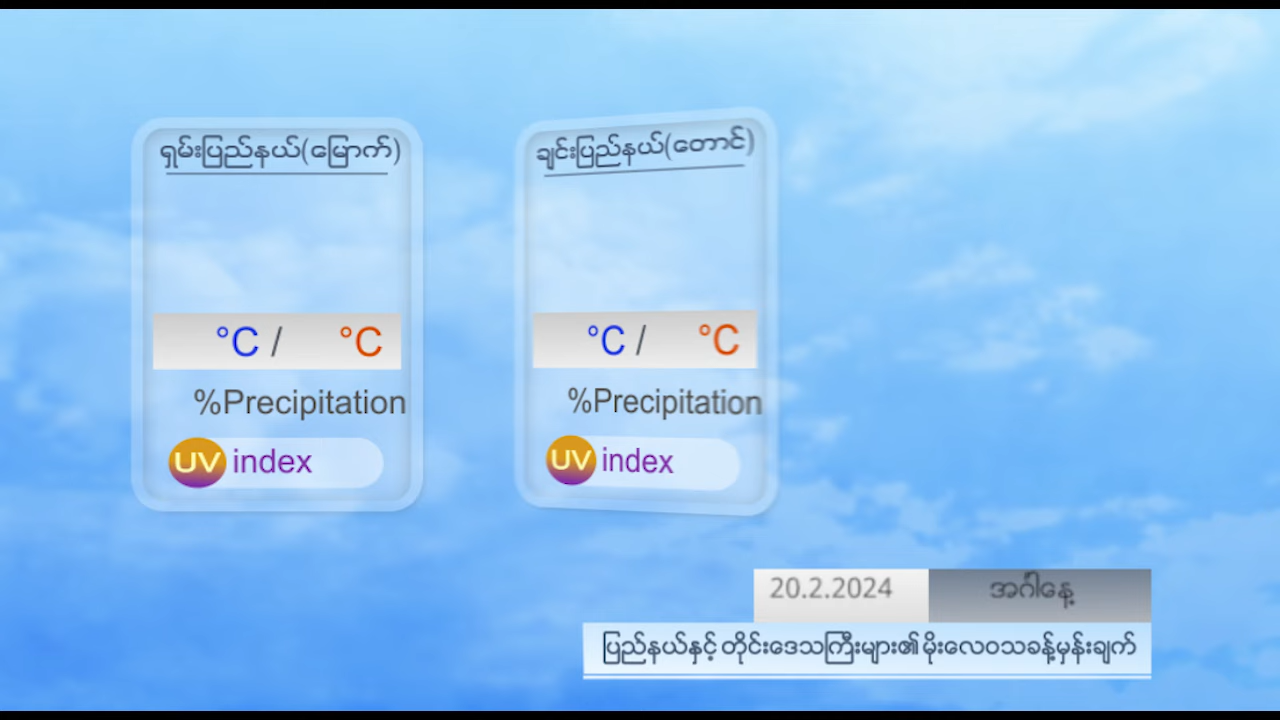 ရှမ်းပြည်နယ်(မြောက်)
°C / °C
%Precipitation
UV index
ချင်းပြည်နယ်(တောင်)
°C / °C
%Precipitation
UV index
20.2.2024 အင်္ဂါနေ့
ပြည်နယ်နှင့် တိုင်းဒေသကြီးများ၏ မိုးလေဝသခန့်မှန်းချက်